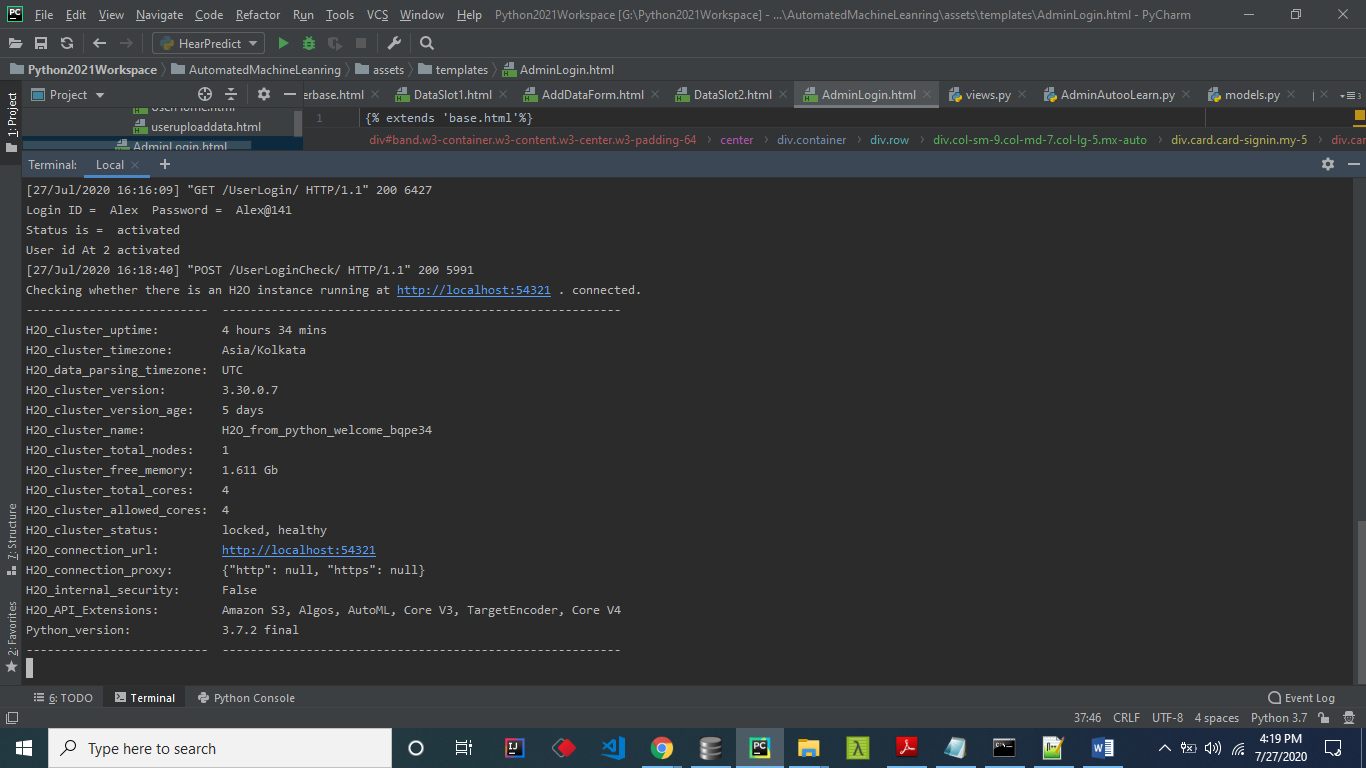 File Edit View Navigate Code Refactor Run Tools VCS Window Help Python2021Workspace [G:\Python2021Workspace] - ...\AutomatedMachineLeanring\assets\templates\AdminLogin.html - PyCharm
HearPredict
Python2021Workspace AutomatedMachineLeanring assets templates AdminLogin.html
1: Project
Project
erbase.html DataSlot1.html AddDataForm.html DataSlot2.html AdminLogin.html views.py AdminAutooLearn.py models.py
useruploaddata.html
AdminLogin.html
1 {% extends 'base.html'%}
div#band.w3-container.w3-content.w3-center.w3-padding-64 center div.container div.row div.col-sm-9.col-md-7.col-lg-5.mx-auto div.card.card-signin.my-5 div.car
Terminal: Local +
[27/Jul/2020 16:16:09] "GET /UserLogin/ HTTP/1.1" 200 6427
Login ID = Alex Password = Alex@141
Status is = activated
User id At 2 activated
[27/Jul/2020 16:18:40] "POST /UserLoginCheck/ HTTP/1.1" 200 5991
Checking whether there is an H2O instance running at http://localhost:54321 . connected.
-------------------------- ---------------------------------------------------------
H2O_cluster_uptime: 4 hours 34 mins
H2O_cluster_timezone: Asia/Kolkata
H2O_data_parsing_timezone: UTC
H2O_cluster_version: 3.30.0.7
H2O_cluster_version_age: 5 days
H2O_cluster_name: H2O_from_python_welcome_bqpe34
H2O_cluster_total_nodes: 1
H2O_cluster_free_memory: 1.611 Gb
H2O_cluster_total_cores: 4
H2O_cluster_allowed_cores: 4
H2O_cluster_status: locked, healthy
H2O_connection_url: http://localhost:54321
H2O_connection_proxy: {"http": null, "https": null}
H2O_internal_security: False
H2O_API_Extensions: Amazon S3, Algos, AutoML, Core V3, TargetEncoder, Core V4
Python_version: 3.7.2 final
-------------------------- ---------------------------------------------------------
7: Structure
2: Favorites
6: TODO Terminal Python Console Event Log
37:46 CRLF UTF-8 4 spaces Python 3.7
Type here to search
4:19 PM
7/27/2020